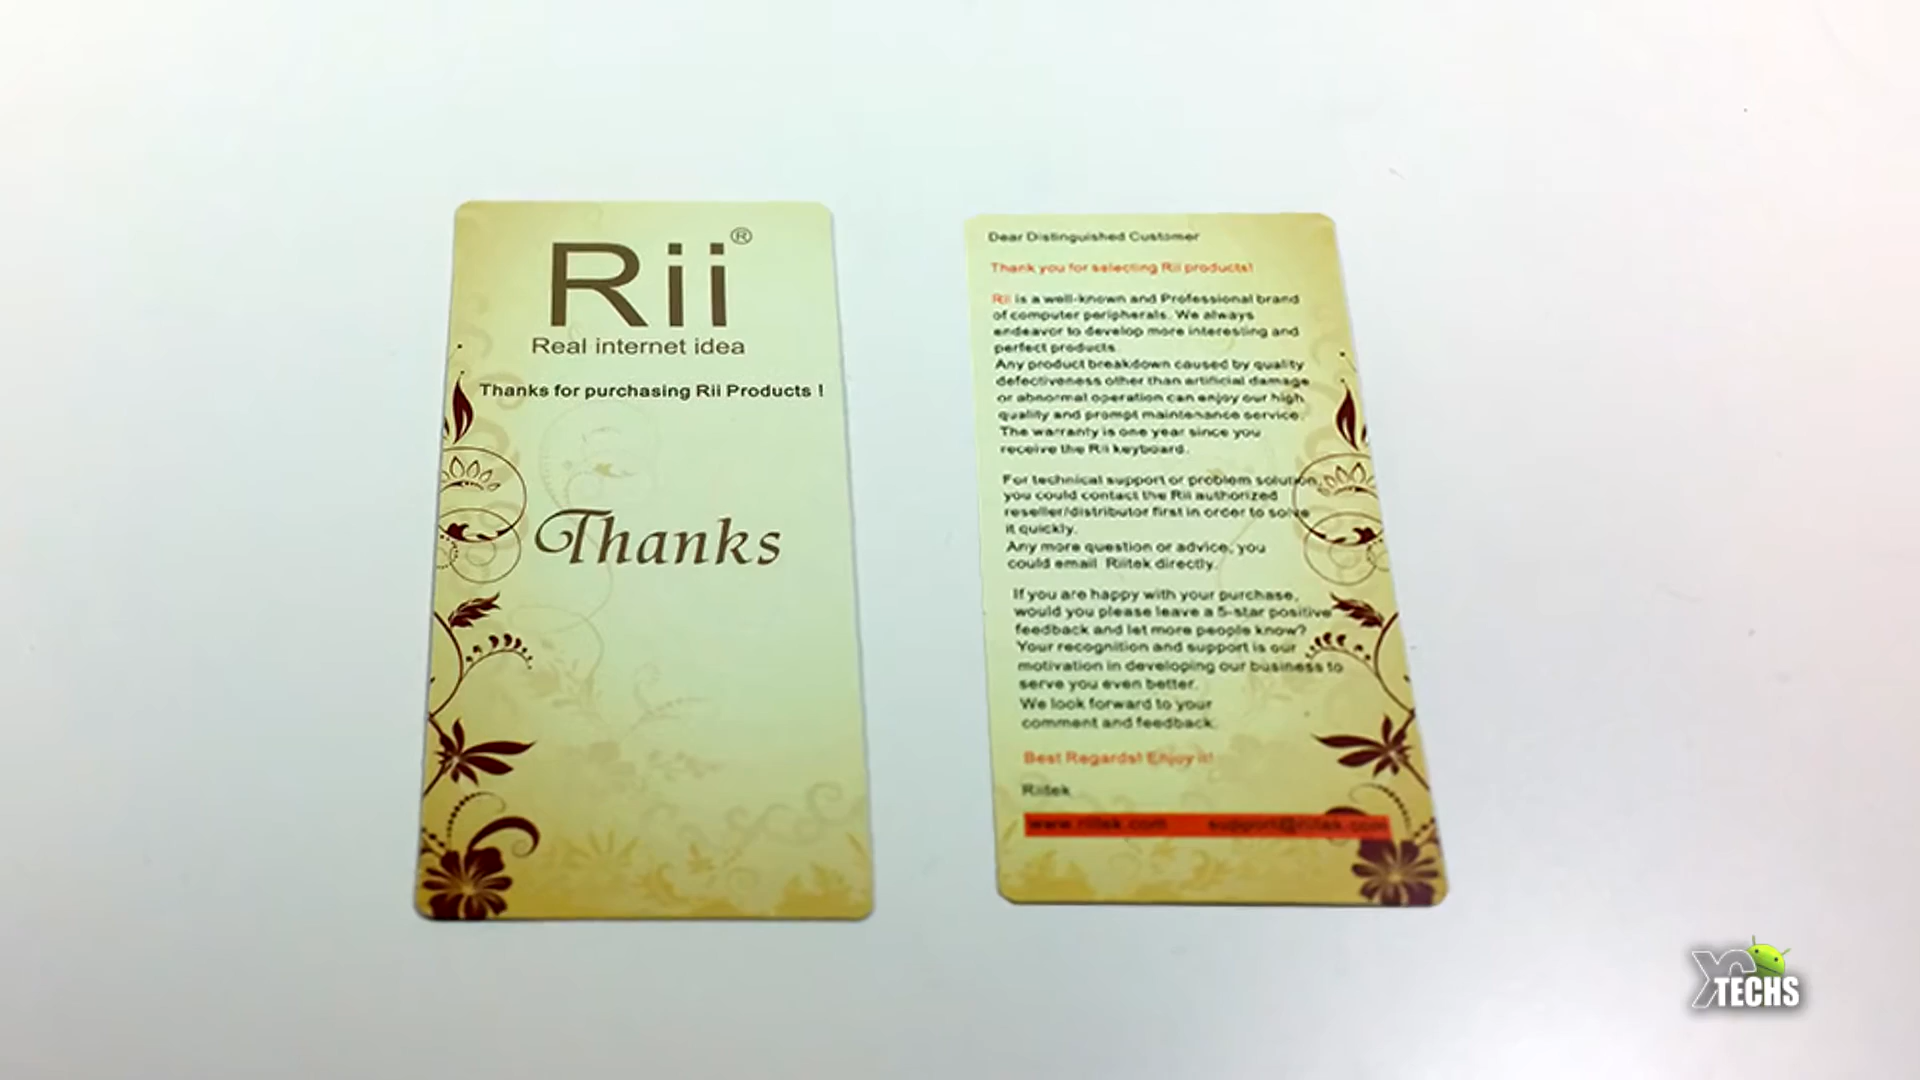 Rii®
Real internet idea
Thanks for purchasing Rii Products !
Thanks
Dear Distinguished Customer
Thank you for selecting Rii products!
Rii is a well-known and Professional brand
of computer peripherals. We always
endeavor to develop more interesting and
perfect products.
Any product breakdown caused by quality
defectiveness other than artificial damage
or abnormal operation can enjoy our high
quality and prompt maintenance service.
The warranty is one year since you
receive the Rii keyboard.
For technical support or problem solution,
you could contact the Rii authorized
reseller/distributor first in order to solve
it quickly.
Any more question or advice, you
could email Riitek directly.
If you are happy with your purchase,
would you please leave a 5-star positive
feedback and let more people know?
Your recognition and support is our
motivation in developing our business to
serve you even better.
We look forward to your
comment and feedback.
Best Regards! Enjoy it!
Riitek
www.riitek.com support@riitek.com
TECHS